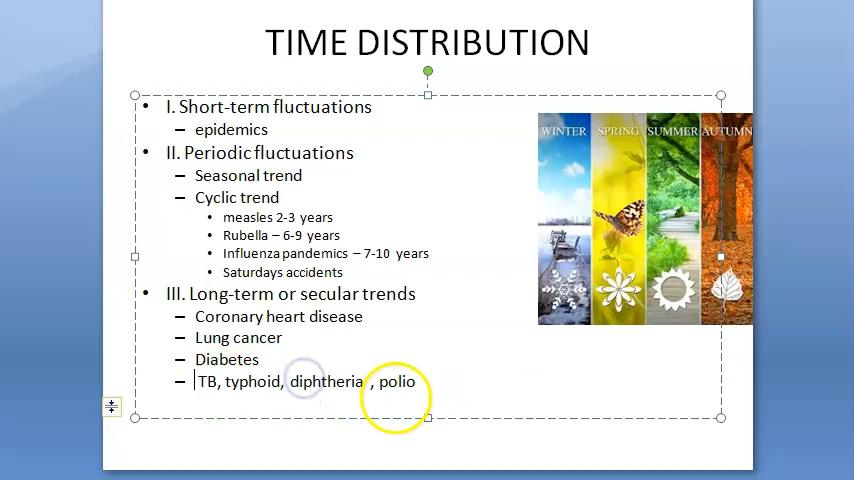 TIME DISTRIBUTION
• I. Short-term fluctuations
– epidemics
• II. Periodic fluctuations
– Seasonal trend
– Cyclic trend
• measles 2-3 years
• Rubella – 6-9 years
• Influenza pandemics – 7-10 years
• Saturdays accidents
• III. Long-term or secular trends
– Coronary heart disease
– Lung cancer
– Diabetes
– TB, typhoid, diphtheria , polio
WINTER SPRING SUMMER AUTUMN